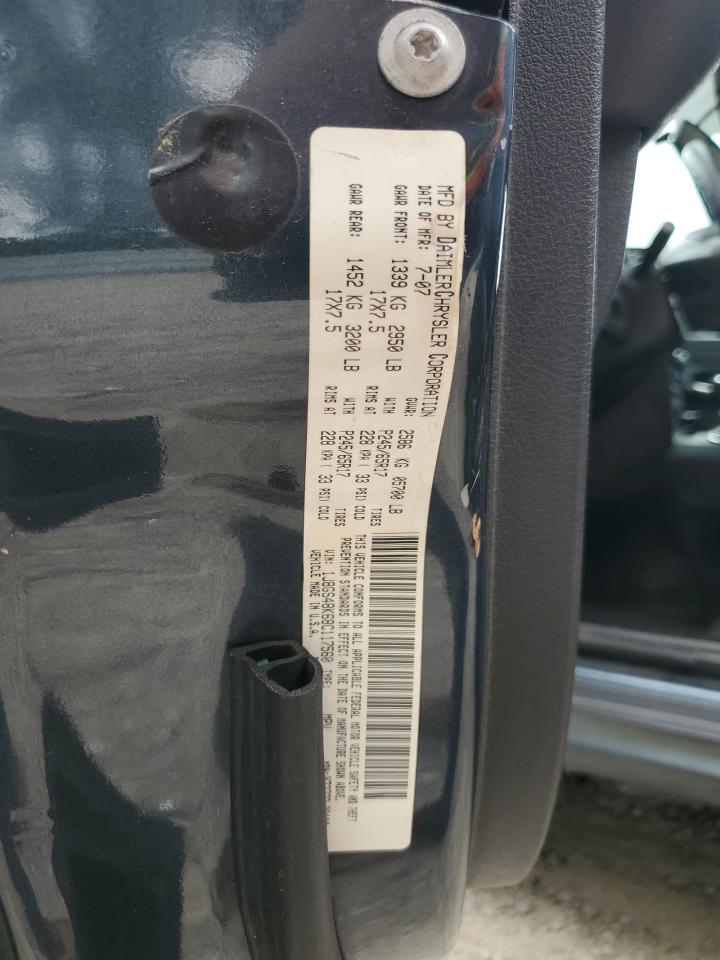 MFD BY DAIMLERCHRYSLER CORPORATION
DATE OF MFR: 7-07 GVWR: 2586 KG 05700 LB
GAWR FRONT: 1339 KG 2950 LB WITH P245/65R17 TIRES
17X7.5 RIMS AT 228 KPA ( 33 PSI) COLD
GAWR REAR: 1452 KG 3200 LB WITH P245/65R17 TIRES
17X7.5 RIMS AT 228 KPA ( 33 PSI) COLD
THIS VEHICLE CONFORMS TO ALL APPLICABLE FEDERAL MOTOR VEHICLE SAFETY AND THEFT
PREVENTION STANDARDS IN EFFECT ON THE DATE OF MANUFACTURE SHOWN ABOVE.
VIN: 1J8GS48K68C117560 TYPE: MPV
VEHICLE MADE IN U.S.A.